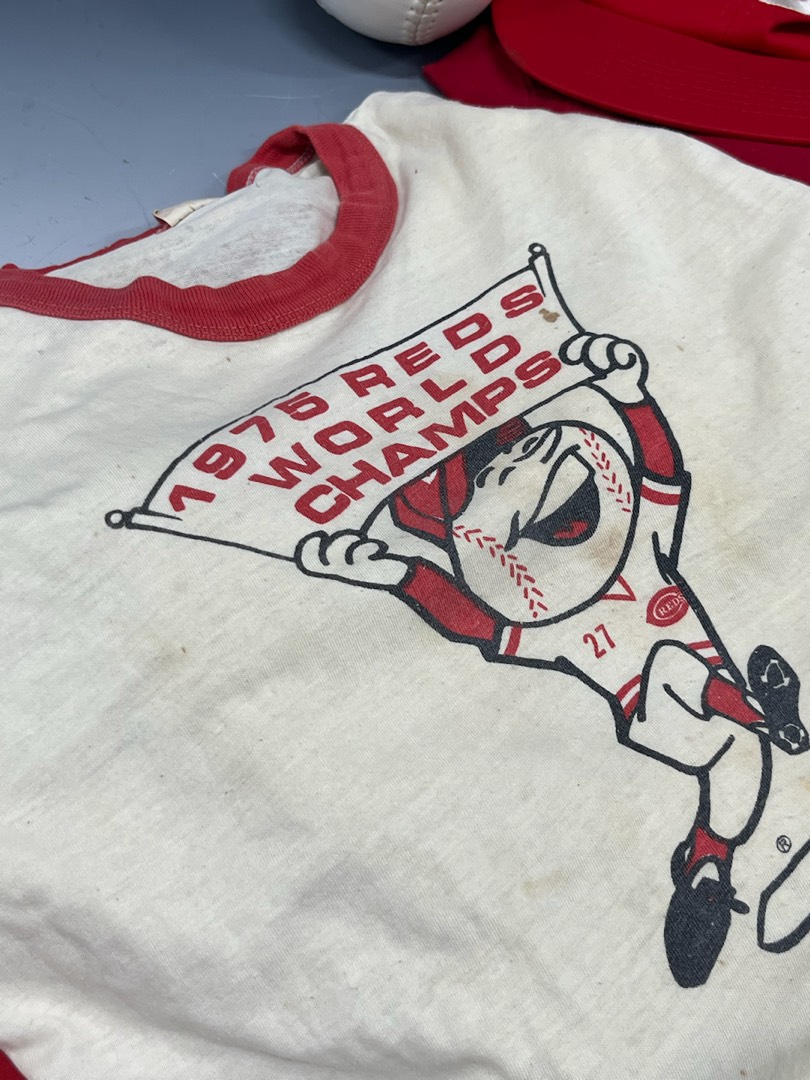 1975 REDS
WORLD
CHAMPS
REDS
27
®